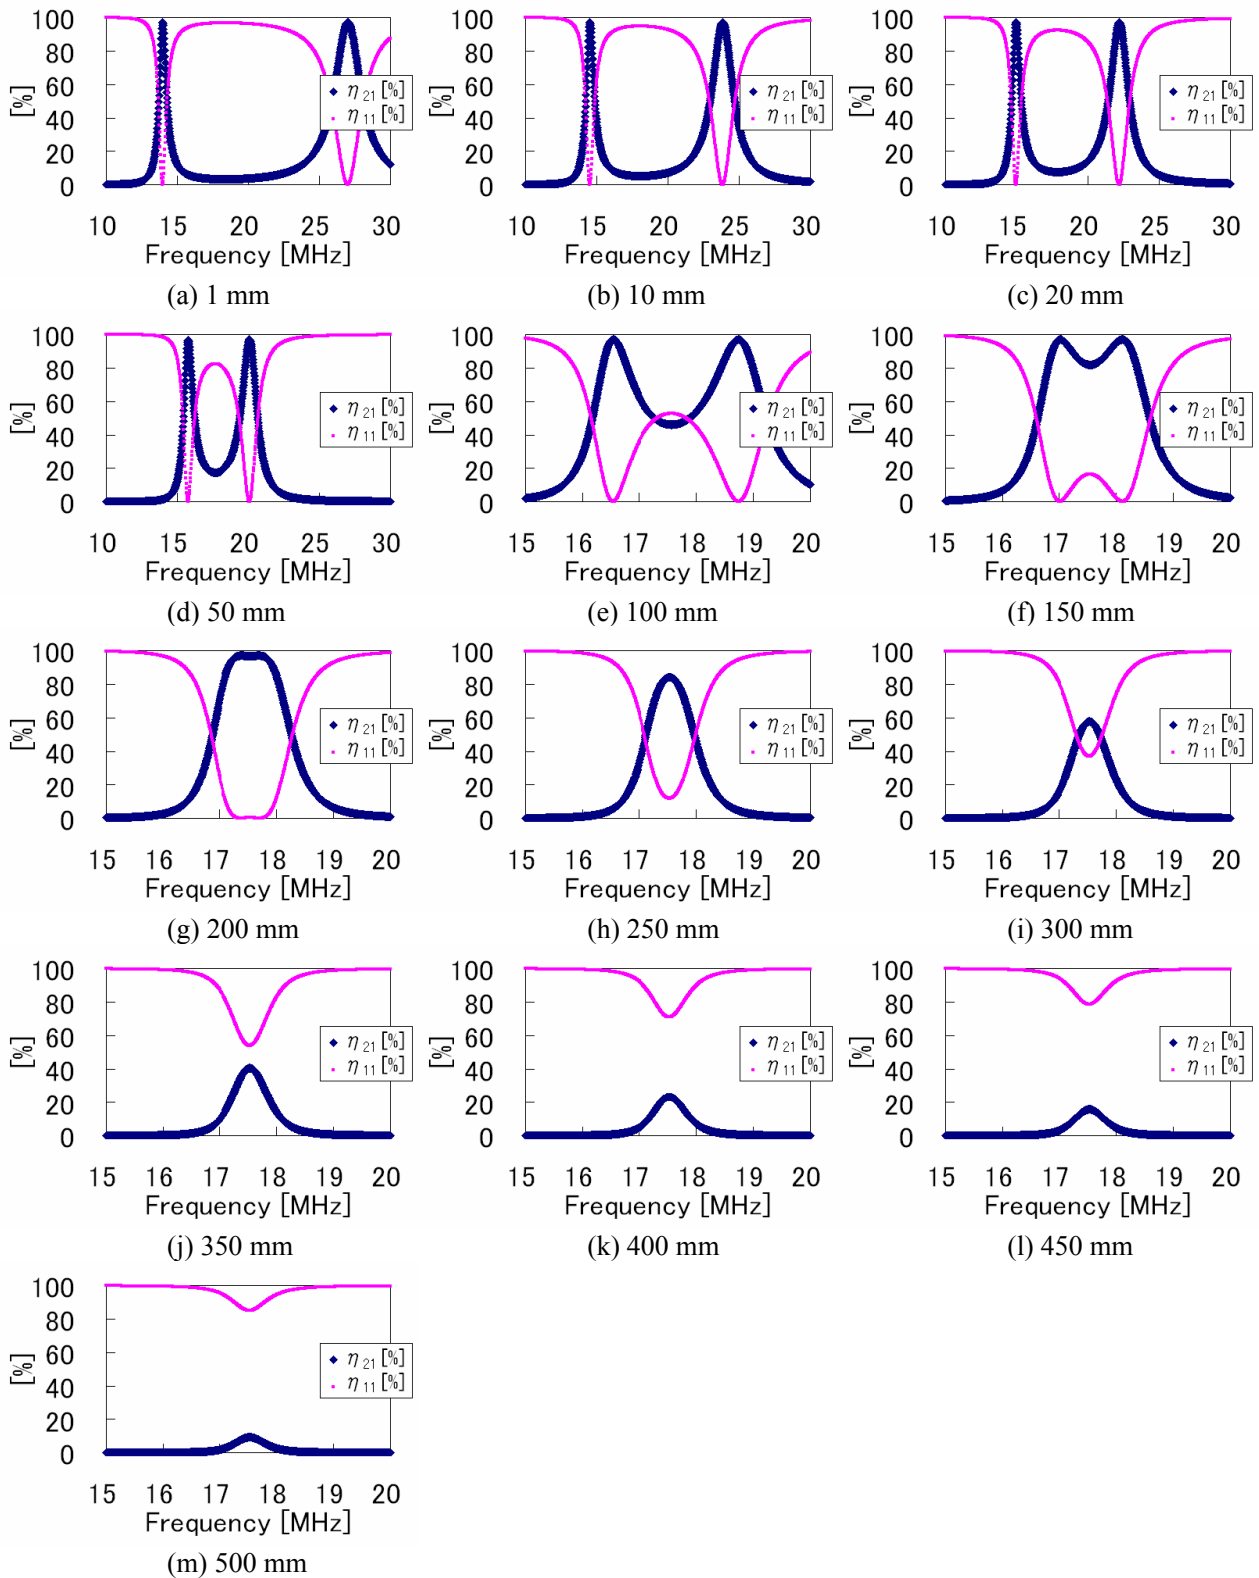 100 80 60 40 20 0
[%]
η21[%]
η11[%]
10 15 20 25 30
Frequency [MHz]
(a) 1 mm
100 80 60 40 20 0
[%]
η21[%]
η11[%]
10 15 20 25 30
Frequency [MHz]
(b) 10 mm
100 80 60 40 20 0
[%]
η21[%]
η11[%]
10 15 20 25 30
Frequency [MHz]
(c) 20 mm
100 80 60 40 20 0
[%]
η21[%]
η11[%]
10 15 20 25 30
Frequency [MHz]
(d) 50 mm
100 80 60 40 20 0
[%]
η21[%]
η11[%]
15 16 17 18 19 20
Frequency [MHz]
(e) 100 mm
100 80 60 40 20 0
[%]
η21[%]
η11[%]
15 16 17 18 19 20
Frequency [MHz]
(f) 150 mm
100 80 60 40 20 0
[%]
η21[%]
η11[%]
15 16 17 18 19 20
Frequency [MHz]
(g) 200 mm
100 80 60 40 20 0
[%]
η21[%]
η11[%]
15 16 17 18 19 20
Frequency [MHz]
(h) 250 mm
100 80 60 40 20 0
[%]
η21[%]
η11[%]
15 16 17 18 19 20
Frequency [MHz]
(i) 300 mm
100 80 60 40 20 0
[%]
η21[%]
η11[%]
15 16 17 18 19 20
Frequency [MHz]
(j) 350 mm
100 80 60 40 20 0
[%]
η21[%]
η11[%]
15 16 17 18 19 20
Frequency [MHz]
(k) 400 mm
100 80 60 40 20 0
[%]
η21[%]
η11[%]
15 16 17 18 19 20
Frequency [MHz]
(l) 450 mm
100 80 60 40 20 0
[%]
η21[%]
η11[%]
15 16 17 18 19 20
Frequency [MHz]
(m) 500 mm